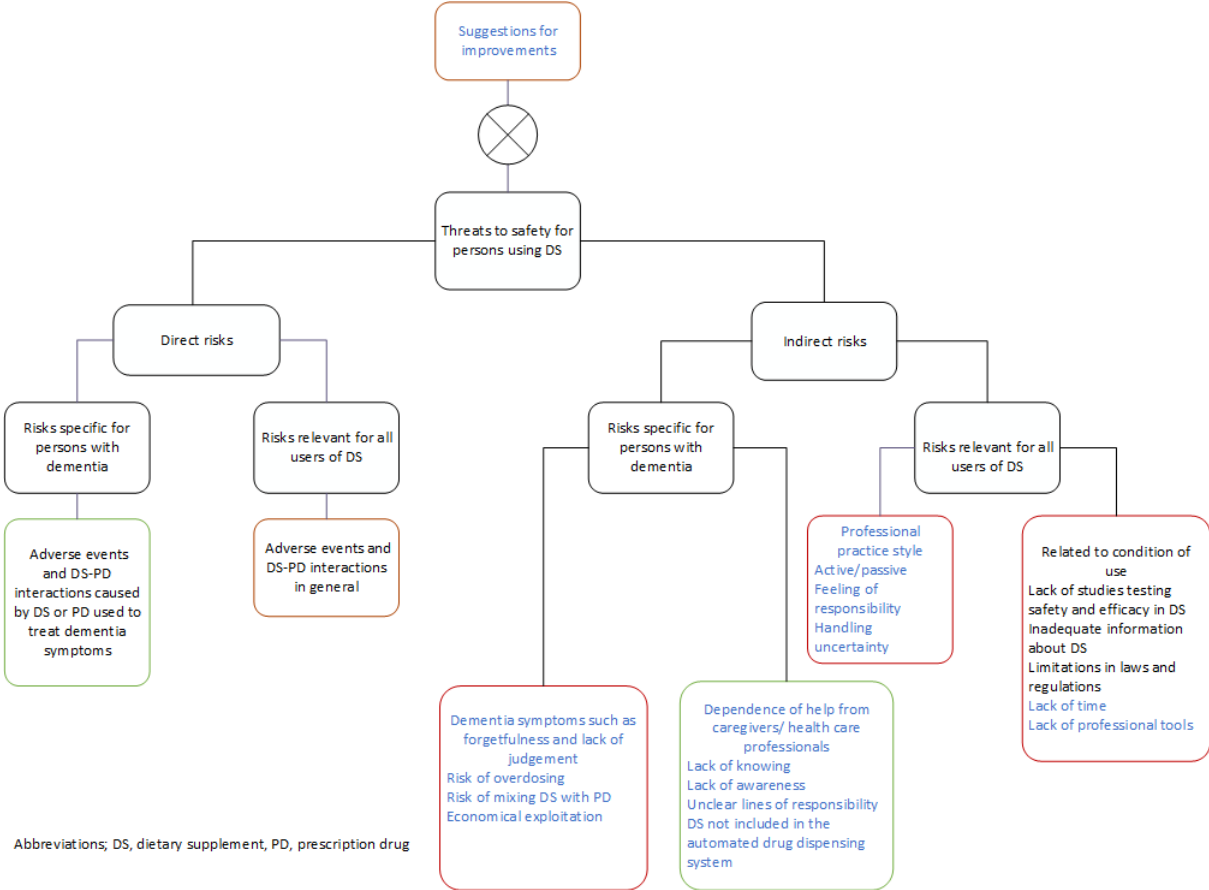 Suggestions for
improvements
Threats to safety for
persons using DS
Direct risks
Indirect risks
Risks specific for
persons with
dementia
Risks relevant for all
users of DS
Risks specific for
persons with
dementia
Risks relevant for all
users of DS
Adverse events
and DS-PD
interactions caused
by DS or PD used to
treat dementia
symptoms
Adverse events and
DS-PD interactions
in general
Professional
practice style
Active/passive
Feeling of
responsibility
Handling
uncertainty
Related to condition of
use
Lack of studies testing
safety and efficacy in DS
Inadequate information
about DS
Limitations in laws and
regulations
Lack of time
Lack of professional tools
Dementia symptoms such as
forgetfulness and lack of
judgement
Risk of overdosing
Risk of mixing DS with PD
Economical exploitation
Dependence of help from
caregivers/ health care
professionals
Lack of knowing
Lack of awareness
Unclear lines of responsibility
DS not included in the
automated drug dispensing
system
Abbreviations; DS, dietary supplement, PD, prescription drug